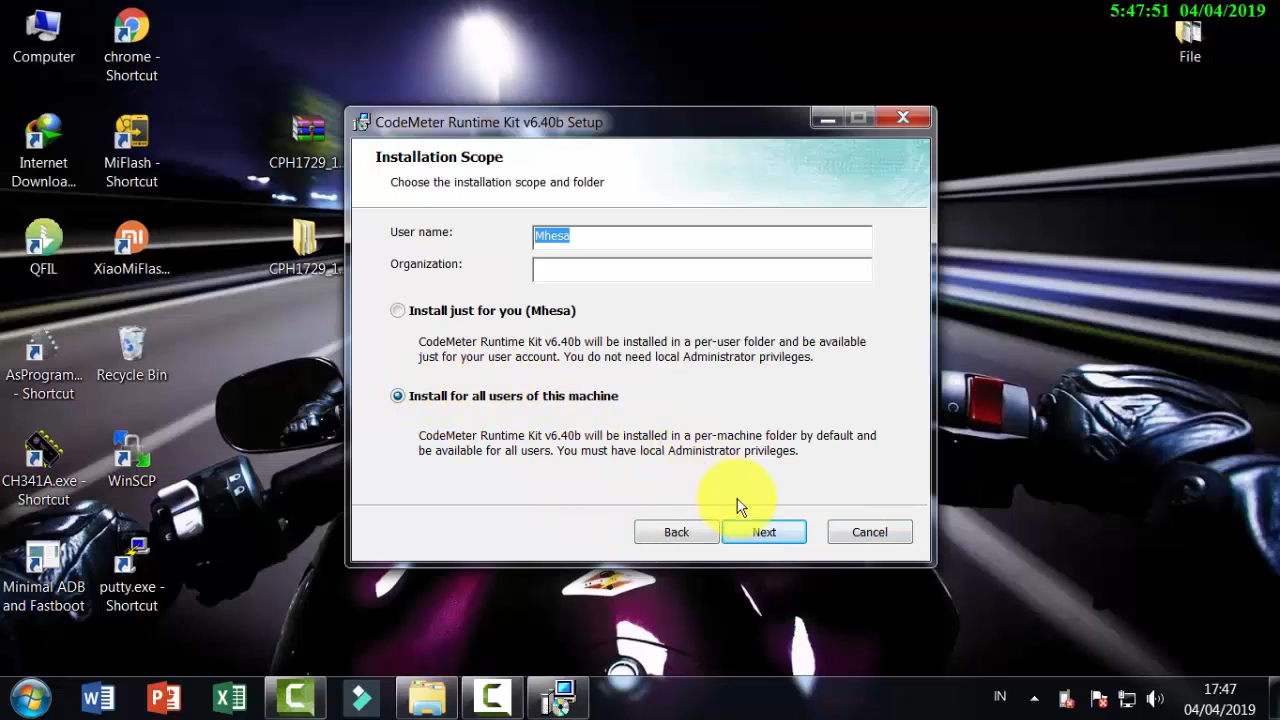 5:47:51 04/04/2019
Computer
chrome -
Shortcut
File
Internet
Downloa...
MiFlash -
Shortcut
CPH1729_1...
QFIL
XiaoMiFlas...
CPH1729_1...
AsProgram...
- Shortcut
Recycle Bin
CH341A.exe -
Shortcut
WinSCP
Minimal ADB
and Fastboot
putty.exe -
Shortcut
CodeMeter Runtime Kit v6.40b Setup
Installation Scope
Choose the installation scope and folder
User name:
Mhesa
Organization:
Install just for you (Mhesa)
CodeMeter Runtime Kit v6.40b will be installed in a per-user folder and be available
just for your user account. You do not need local Administrator privileges.
Install for all users of this machine
CodeMeter Runtime Kit v6.40b will be installed in a per-machine folder by default and
be available for all users. You must have local Administrator privileges.
Back
Next
Cancel
IN
17:47
04/04/2019